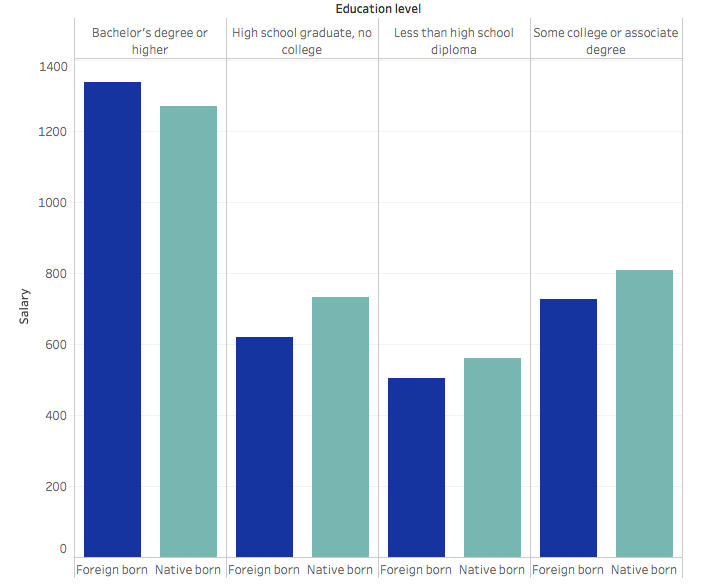 Education level
Bachelor's degree or
higher
High school graduate, no
college
Less than high school
diploma
Some college or associate
degree
1400
1200
1000
800
600
400
200
0
Salary
Foreign born Native born Foreign born Native born Foreign born Native born Foreign born Native born